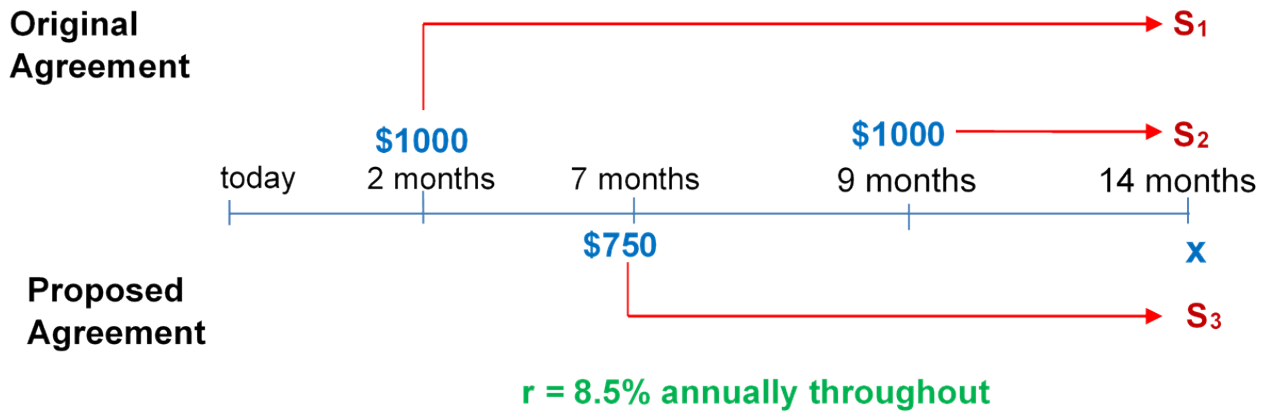 Original
Agreement
S₁
$1000
$1000
S₂
today
2 months
7 months
9 months
14 months
$750
x
Proposed
Agreement
S₃
r = 8.5% annually throughout